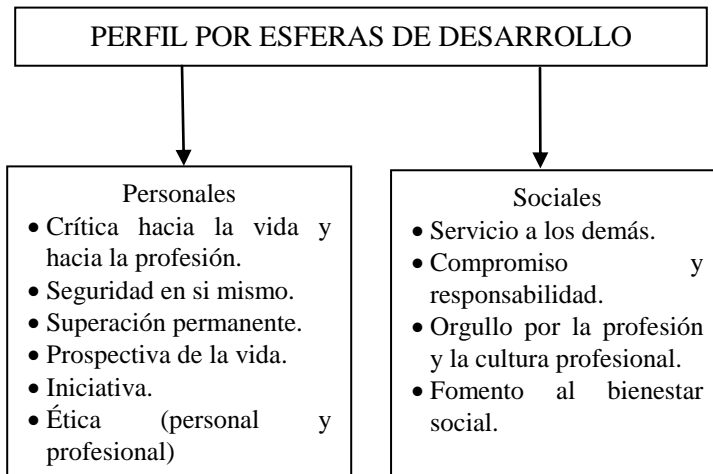 PERFIL POR ESFERAS DE DESARROLLO
Personales
• Crítica hacia la vida y
hacia la profesión.
• Seguridad en si mismo.
• Superación permanente.
• Prospectiva de la vida.
• Iniciativa.
• Ética (personal y
profesional)
Sociales
• Servicio a los demás.
• Compromiso y
responsabilidad.
• Orgullo por la profesión
y la cultura profesional.
• Fomento al bienestar
social.